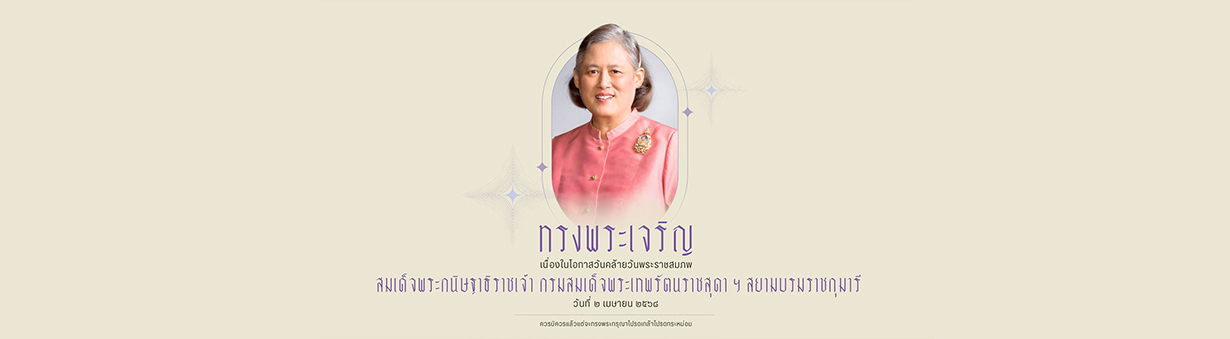 ทรงพระเจริญ
เนื่องในโอกาสวันคล้ายวันพระราชสมภพ
สมเด็จพระกนิษฐาธิราชเจ้า กรมสมเด็จพระเทพรัตนราชสุดา ฯ สยามบรมราชกุมารี
วันที่ ๒ เมษายน ๒๕๖๘
ควรมิควรแล้วแต่จะทรงพระกรุณาโปรดเกล้าโปรดกระหม่อม